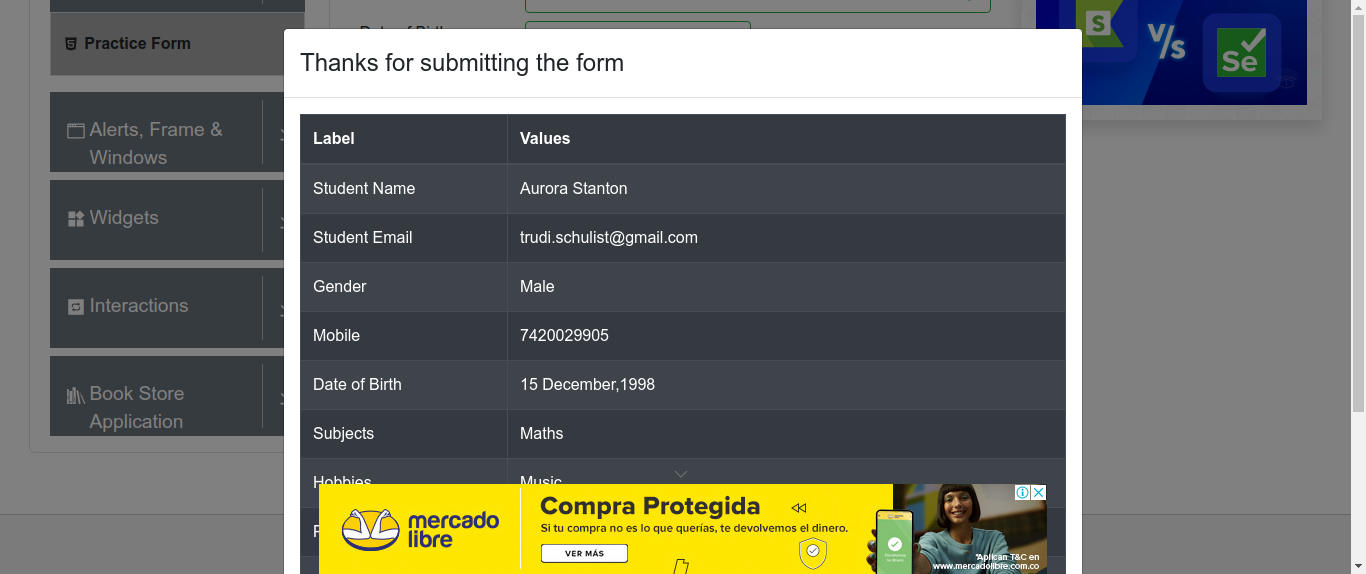 Practice Form
Alerts, Frame &
Windows
Widgets
Interactions
Book Store
Application
S
V/S
Se
Thanks for submitting the form
Label Values
Student Name Aurora Stanton
Student Email trudi.schulist@gmail.com
Gender Male
Mobile 7420029905
Date of Birth 15 December,1998
Subjects Maths
Hobbies Music
mercado
libre
Compra Protegida
Si tu compra no es lo que querías, te devolvemos el dinero.
VER MÁS
*Aplican T&C en
www.mercadolibre.com.co